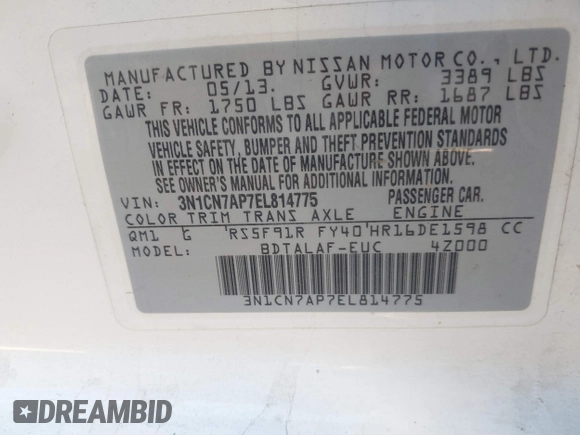 MANUFACTURED BY NISSAN MOTOR CO., LTD.
DATE: 05/13. GVWR: 3389 LBS
GAWR FR: 1750 LBS GAWR RR: 1687 LBS
THIS VEHICLE CONFORMS TO ALL APPLICABLE FEDERAL MOTOR
VEHICLE SAFETY, BUMPER, AND THEFT PREVENTION STANDARDS
IN EFFECT ON THE DATE OF MANUFACTURE SHOWN ABOVE.
SEE OWNER'S MANUAL FOR ADDITIONAL INFORMATION.
VIN: 3N1CN7AP7EL814775 PASSENGER CAR.
COLOR TRIM TRANS AXLE ENGINE
QM1 G RS5F91R FY40 HR16DE1598 CC
MODEL: BDTALAF-EUC 4Z000
3N1CN7AP7EL814775
DREAMBID